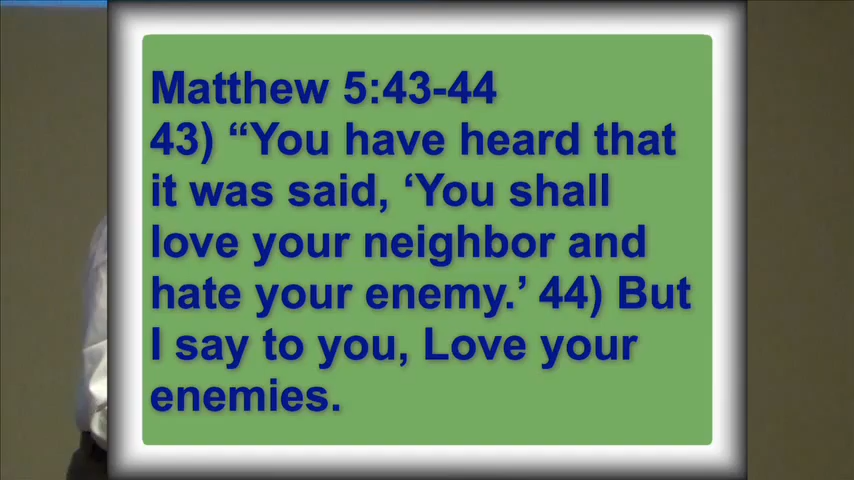 Matthew 5:43-44
43) “You have heard that
it was said, ‘You shall
love your neighbor and
hate your enemy.’ 44) But
I say to you, Love your
enemies.